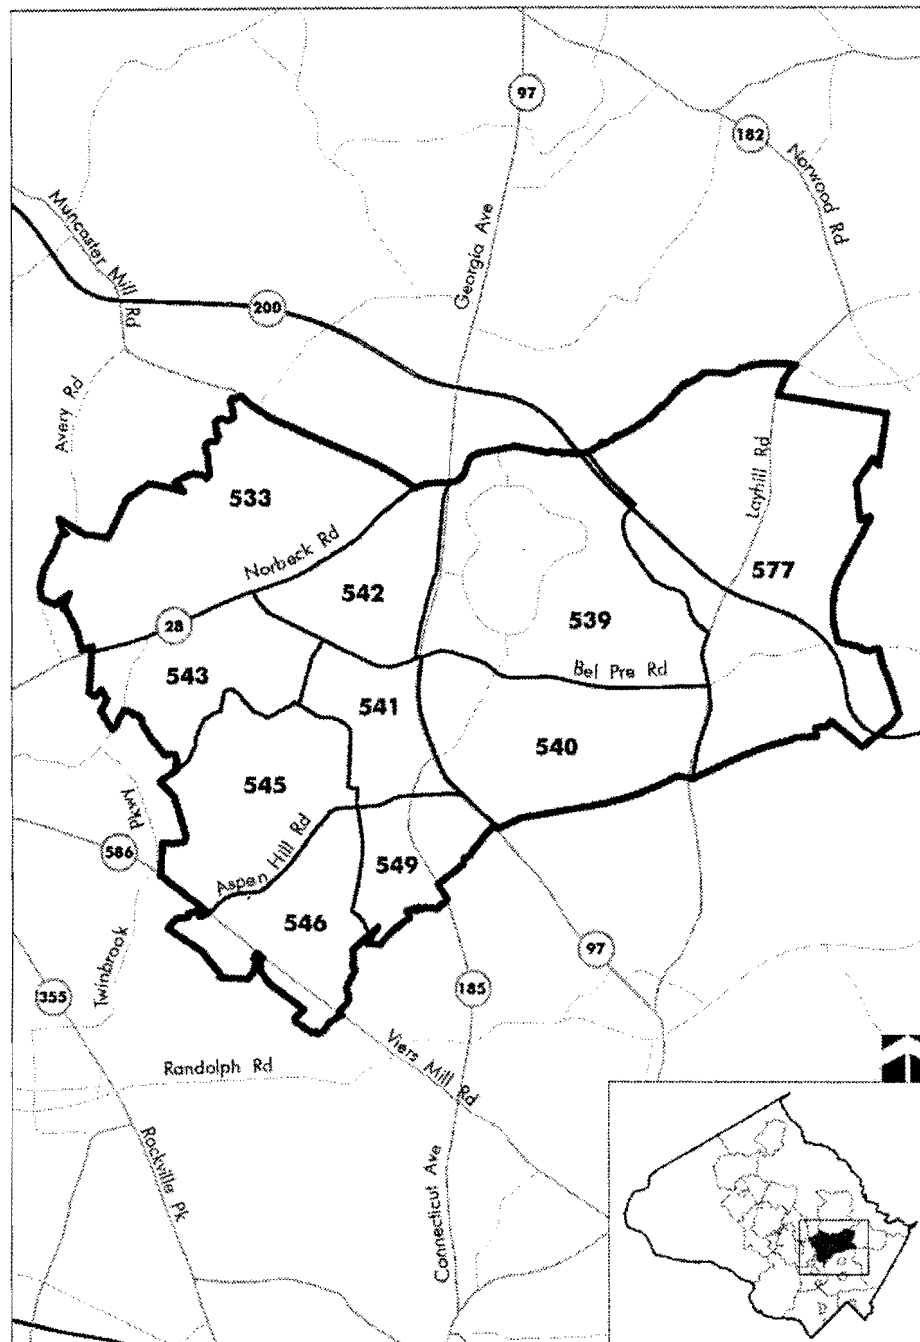 97
182
Norwood Rd
Muncaster Mill Rd
Georgia Ave
200
Avery Rd
Layhill Rd
533
Norbeck Rd
577
542
539
28
543
Bel Pre Rd
541
540
545
Pkwy
Aspen Hill Rd
586
549
546
Twinbrook
97
355
185
Randolph Rd
Viers Mill Rd
Rockville Pk
Connecticut Ave